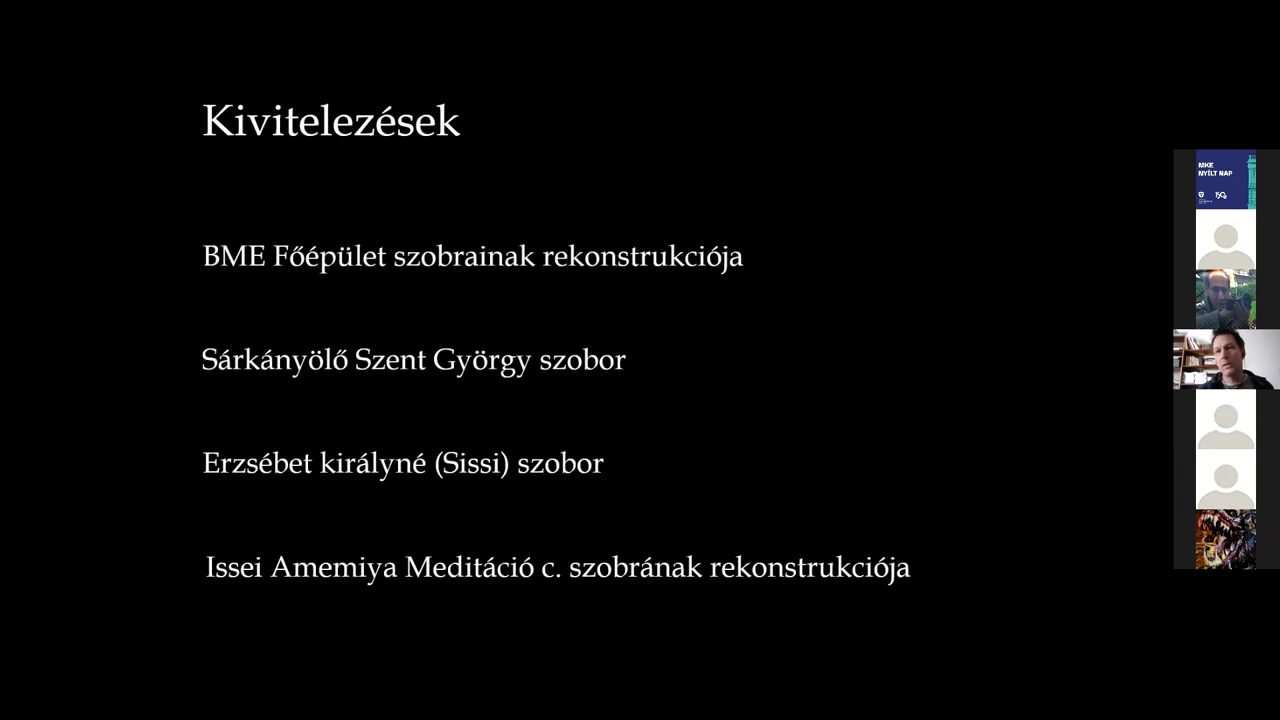 Kivitelezések
BME Főépület szobrainak rekonstrukciója
Sárkányölő Szent György szobor
Erzsébet királyné (Sissi) szobor
Issei Amemiya Meditáció c. szobrának rekonstrukciója
MKE
NYÍLT NAP